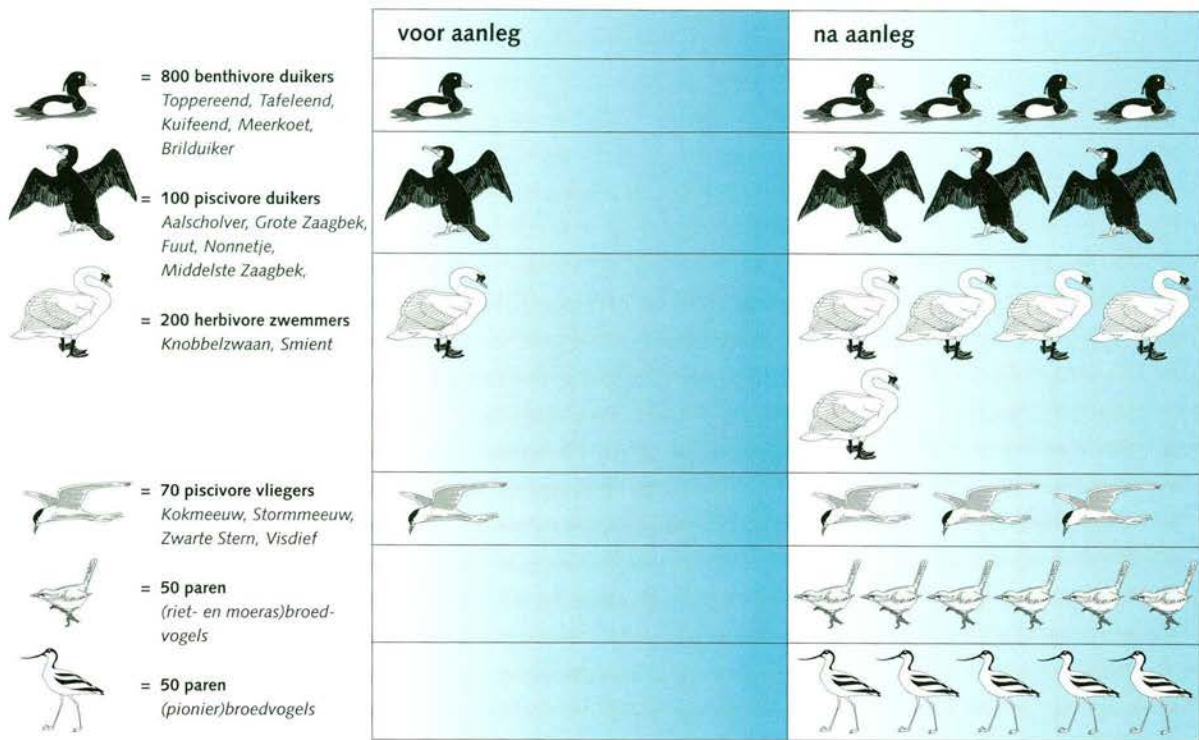 voor aanleg
na aanleg
= 800 benthivore duikers
Toppereend, Tafeleend,
Kuifeend, Meerkoet,
Brilduiker
= 100 piscivore duikers
Aalscholver, Grote Zaagbek,
Fuut, Nonnetje,
Middelste Zaagbek,
= 200 herbivore zwemmers
Knobbelzwaan, Smient
= 70 piscivore vliegers
Kokmeeuw, Stormmeeuw,
Zwarte Stern, Visdief
= 50 paren
(riet- en moeras)broed-
vogels
= 50 paren
(pionier)broedvogels